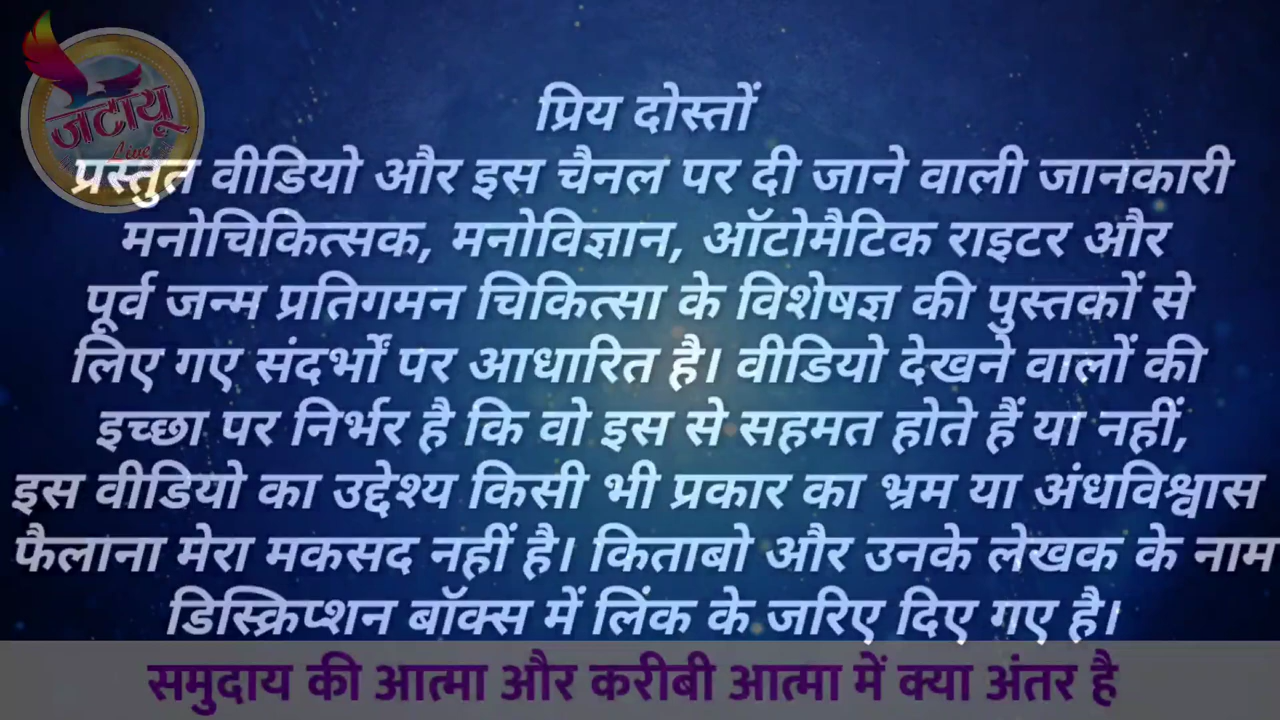 जटायू
Live
प्रिय दोस्तों
प्रस्तुत वीडियो और इस चैनल पर दी जाने वाली जानकारी
मनोचिकित्सक, मनोविज्ञान, ऑटोमैटिक राइटर और
पूर्व जन्म प्रतिगमन चिकित्सा के विशेषज्ञ की पुस्तकों से
लिए गए संदर्भों पर आधारित है। वीडियो देखने वालों की
इच्छा पर निर्भर है कि वो इस से सहमत होते हैं या नहीं,
इस वीडियो का उद्देश्य किसी भी प्रकार का भ्रम या अंधविश्वास
फैलाना मेरा मकसद नहीं है। किताबो और उनके लेखक के नाम
डिस्क्रिप्शन बॉक्स में लिंक के जरिए दिए गए है।
समुदाय की आत्मा और करीबी आत्मा में क्या अंतर है